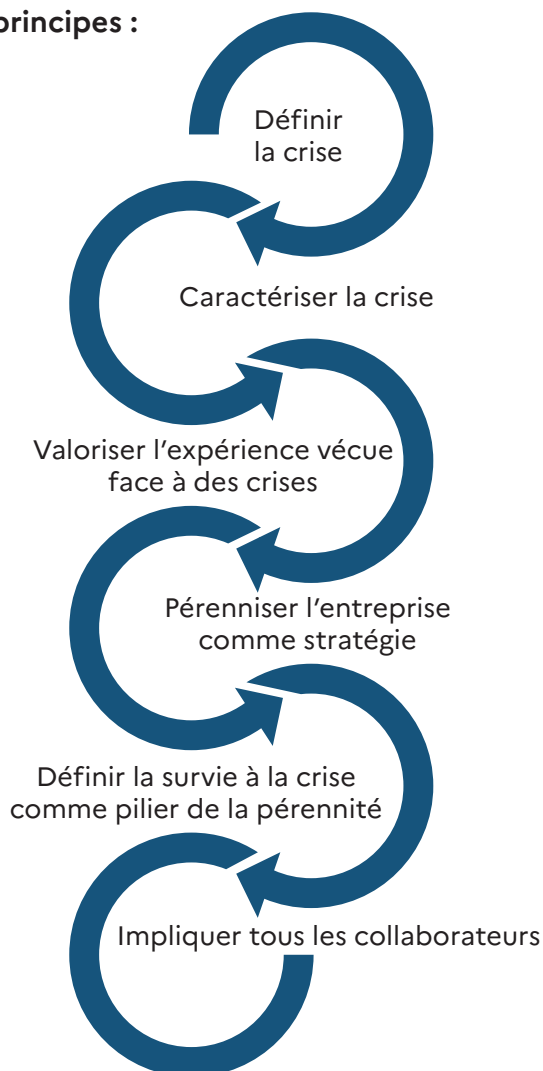 principes :
Définir
la crise
Caractériser la crise
Valoriser l’expérience vécue
face à des crises
Pérenniser l’entreprise
comme stratégie
Définir la survie à la crise
comme pilier de la pérennité
Impliquer tous les collaborateurs